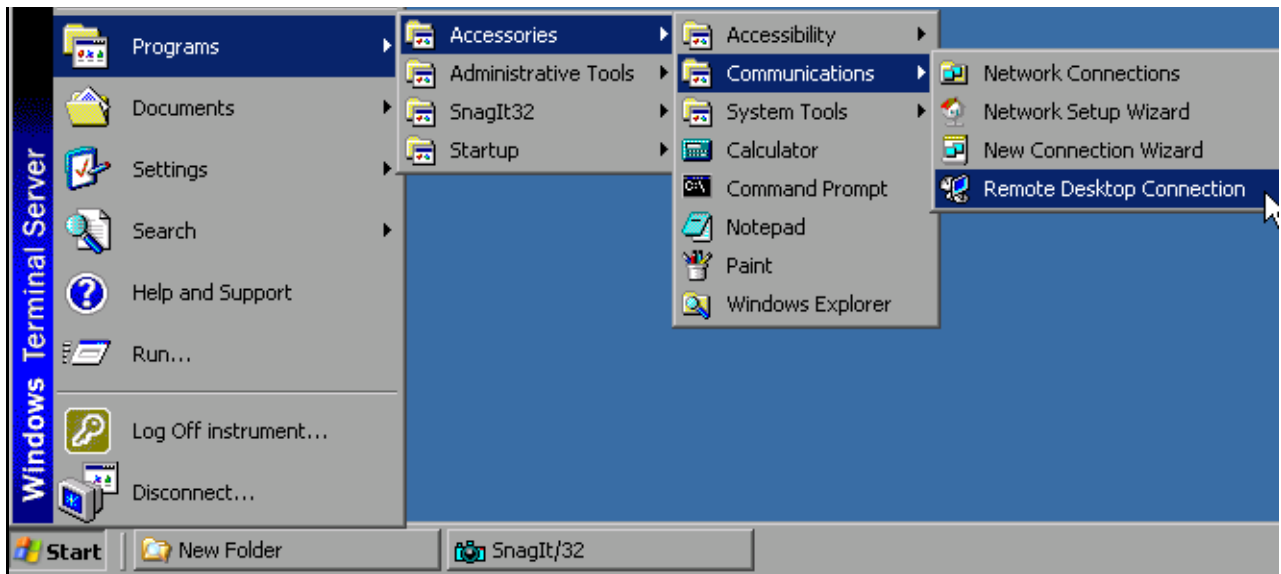 Windows Terminal Server
Programs
Documents
Settings
Search
Help and Support
Run...
Log Off instrument...
Disconnect...
Accessories
Administrative Tools
SnagIt32
Startup
Accessibility
Communications
System Tools
Calculator
Command Prompt
Notepad
Paint
Windows Explorer
Network Connections
Network Setup Wizard
New Connection Wizard
Remote Desktop Connection
Start
New Folder
SnagIt/32